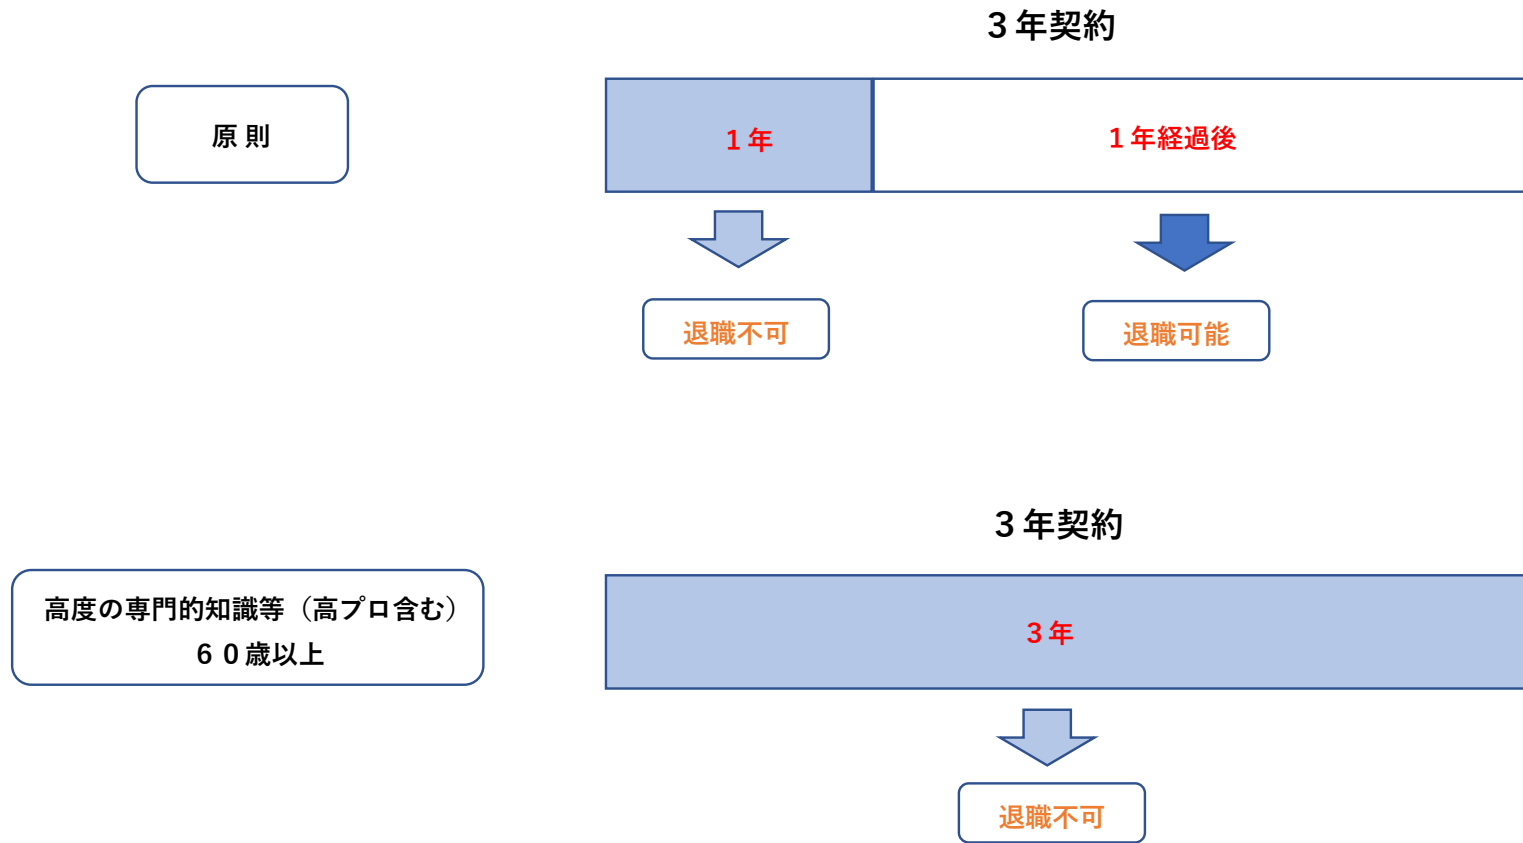 ３年契約
原 則
１年
１年経過後
退職不可
退職可能
３年契約
高度の専門的知識等（高プロ含む）
６０歳以上
３年
退職不可